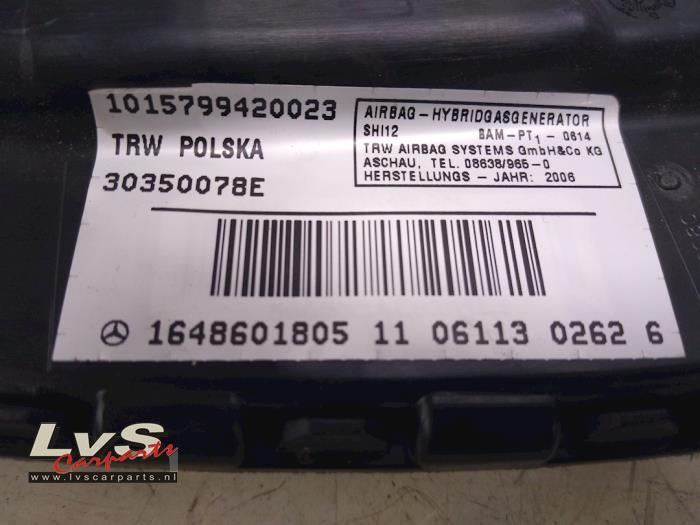 1015799420023
TRW POLSKA
30350078E
AIRBAG-HYBRIDGASGENERATOR
SHI12 BAM-PT1-0614
TRW AIRBAG SYSTEMS GmbH&Co KG
ASCHAU, TEL. 08638/965-0
HERSTELLUNGS - JAHR: 2006
1648601805 11 06113 0262 6
LvS
Carparts
www.lvscarparts.nl